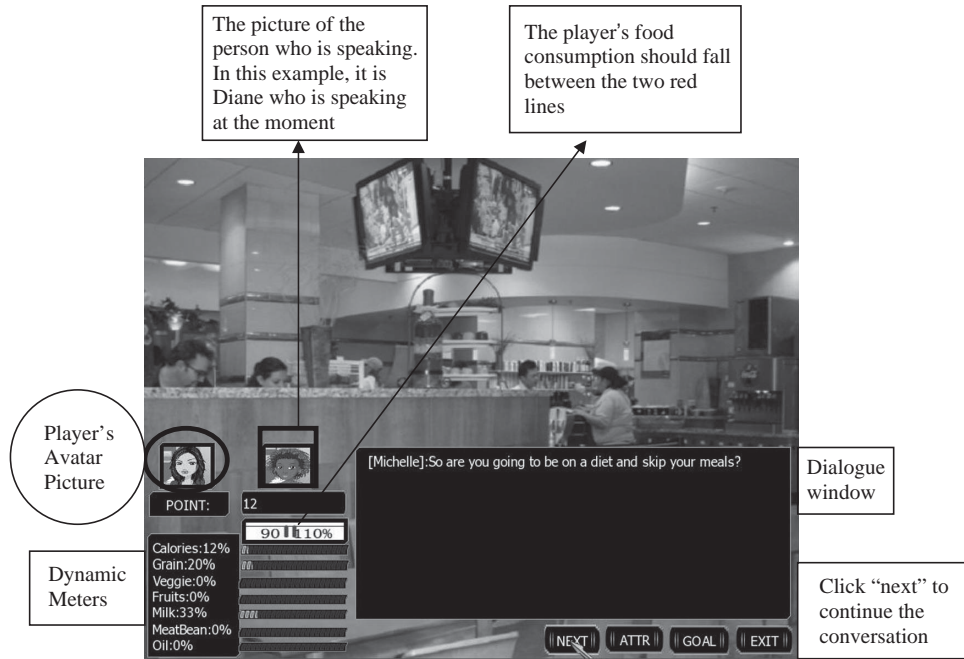 The picture of the
person who is speaking.
In this example, it is
Diane who is speaking
at the moment
The player's food
consumption should fall
between the two red
lines
Player's
Avatar
Picture
[Michelle]:So are you going to be on a diet and skip your meals?
Dialogue
window
POINT:
12
90 110%
Dynamic
Meters
Calories:12%
Grain:20%
Veggie:0%
Fruits:0%
Milk:33%
MeatBean:0%
Oil:0%
Click “next” to
continue the
conversation
NEXT
ATTR
GOAL
EXIT